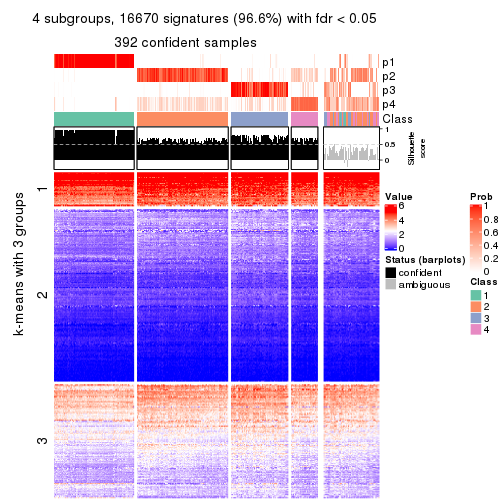 4 subgroups, 16670 signatures (96.6%) with fdr < 0.05
392 confident samples
p1
p2
p3
p4
Class
1
0.5
0
Silhouette
score
k-means with 3 groups
1
2
3
Value
6
4
2
0
Status (barplots)
confident
ambiguous
Prob
1
0.8
0.6
0.4
0.2
0
Class
1
2
3
4